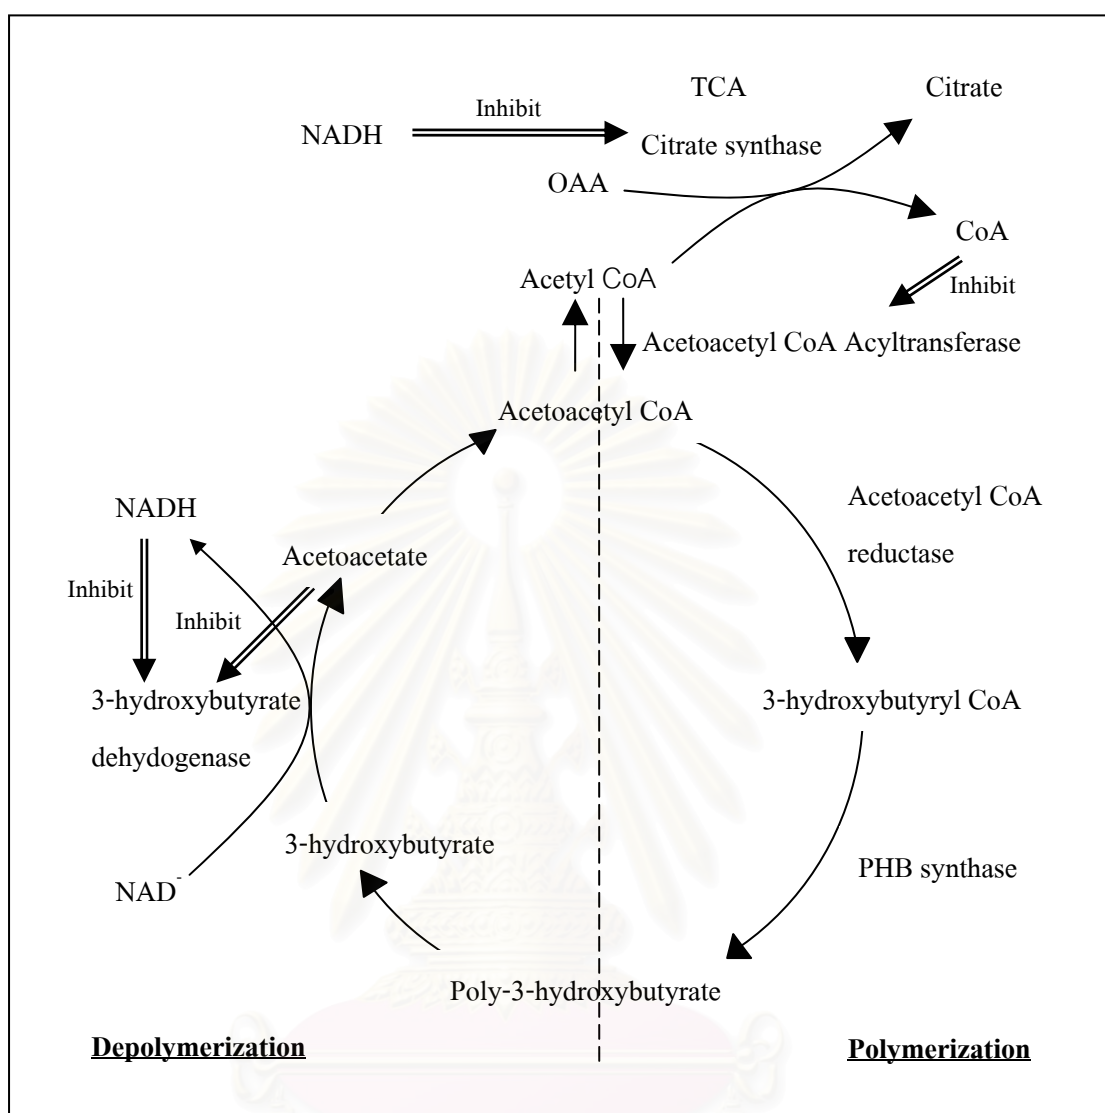 TCA
Citrate
Inhibit
NADH
Citrate synthase
OAA
CoA
Acetyl CoA
Inhibit
Acetoacetyl CoA Acyltransferase
Acetoacetyl CoA
NADH
Acetoacetyl CoA
reductase
Acetoacetate
Inhibit
Inhibit
3-hydroxybutyrate
dehydogenase
3-hydroxybutyryl CoA
3-hydroxybutyrate
NAD⁻
PHB synthase
Poly-3-hydroxybutyrate
Depolymerization
Polymerization